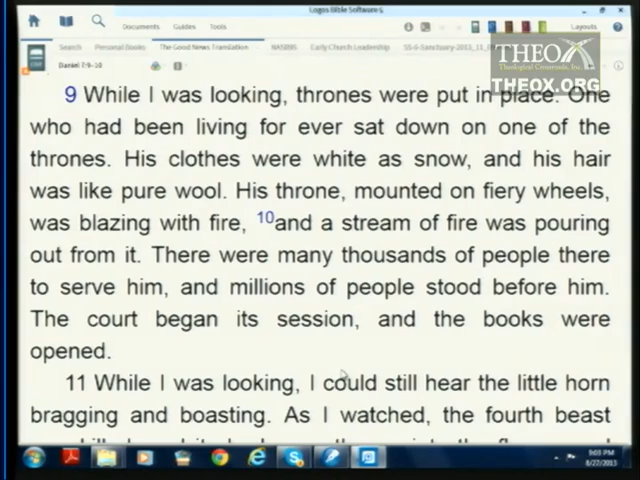 Logos Bible Software 5
Documents Guides Tools Layouts
Search Personal Books The Good News Translation NASB95 Early Church Leadership
Daniel 7:9-10
THEOX
THEOX.ORG
9 While I was looking, thrones were put in place. One
who had been living for ever sat down on one of the
thrones. His clothes were white as snow, and his hair
was like pure wool. His throne, mounted on fiery wheels,
was blazing with fire, 10and a stream of fire was pouring
out from it. There were many thousands of people there
to serve him, and millions of people stood before him.
The court began its session, and the books were
opened.
11 While I was looking, I could still hear the little horn
bragging and boasting. As I watched, the fourth beast
9:03 PM
8/27/2013